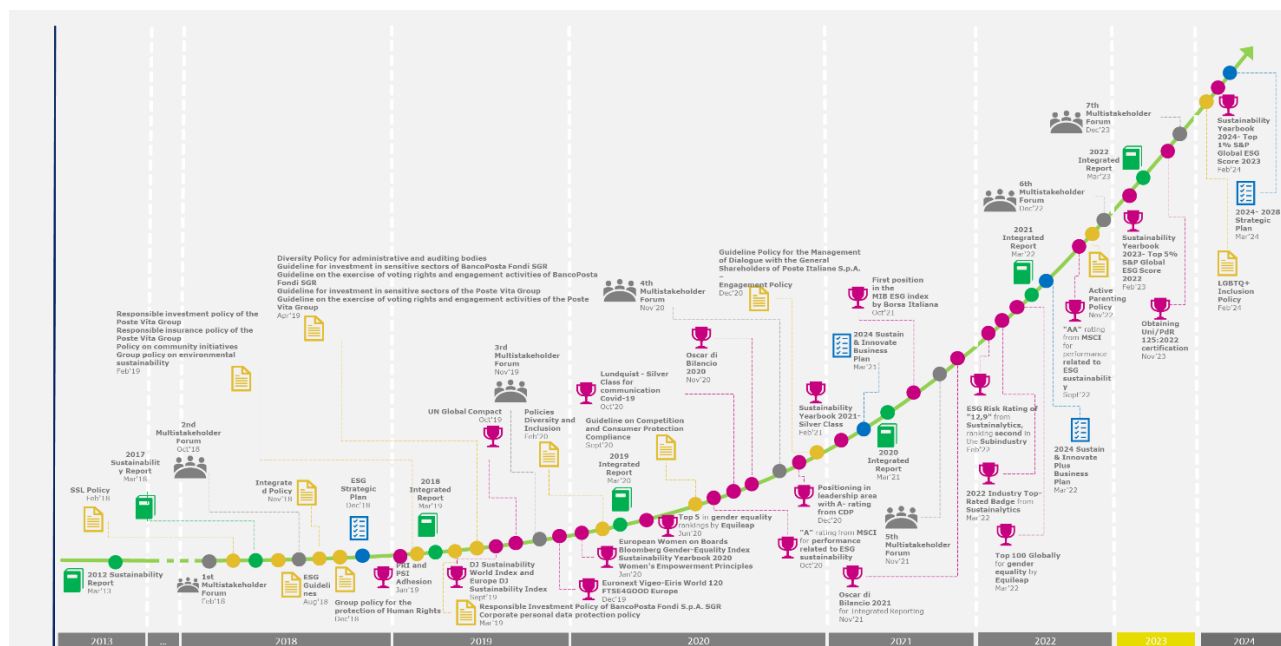 2012 Sustainability
Report
Mar'13
SSL Policy
Feb'18
2017
Sustainabilit
y Report
Mar'18
1st Multistakeholder
Forum
Feb'18
2nd
Multistakeholder
Forum
Oct'18
ESG
Guideli
nes
Aug'18
Integrate
d Policy
Nov'18
ESG
Strategic
Plan
Dec'18
Group policy for the
protection of Human Rights
Dec'18
Responsible investment policy of the
Poste Vita Group
Responsible insurance policy of the
Poste Vita Group
Policy on community initiatives
Group policy on environmental
sustainability
Feb'19
Diversity Policy for administrative and auditing bodies
Guideline for investment in sensitive sectors of BancoPosta Fondi SGR
Guideline on the exercise of voting rights and engagement activities of BancoPosta
Fondi SGR
Guideline for investment in sensitive sectors of the Poste Vita Group
Guideline on the exercise of voting rights and engagement activities of the Poste
Vita Group
Apr'19
PRI and
PSI
Adhesion
Jan'19
2018
Integrated
Report
Mar'19
UN Global Compact
Oct'19
DJ Sustainability
World Index and
Europe DJ
Sustainability Index
Sept'19
Responsible Investment Policy of BancoPosta Fondi S.p.A. SGR
Corporate personal data protection policy
Mar'19
3rd
Multistakeholder
Forum
Nov'19
Policies
Diversity and
Inclusion
Feb'20
Euronext Vigeo-Eiris World 120
FTSE4GOOD Europe
Dec'19
European Women on Boards
Bloomberg Gender-Equality Index
Sustainability Yearbook 2020
Women's Empowerment Principles
Jan'20
2019
Integrated
Report
Mar'20
Top 5 in gender equality
rankings by Equileap
Jun'20
Guideline on Competition
and Consumer Protection
Compliance
Sept'20
Lundquist - Silver
Class for
communication
Covid-19
Oct'20
4th
Multistakeholder
Forum
Nov'20
Oscar di
Bilancio
2020
Nov'20
Guideline Policy for the Management
of Dialogue with the General
Shareholders of Poste Italiane S.p.A.
–
Engagement Policy
Dec'20
"A" rating from MSCI
for performance
related to ESG
sustainability
Oct'20
Positioning in
leadership area
with A- rating
from CDP
Dec'20
Sustainability
Yearbook 2021-
Silver Class
Feb'21
2024 Sustain
& Innovate
Business
Plan
Mar'21
2020
Integrated
Report
Mar'21
First position
in the
MIB ESG index
by Borsa Italiana
Oct'21
5th
Multistakeholder
Forum
Nov'21
Oscar di
Bilancio 2021
for Integrated Reporting
Nov'21
ESG Risk Rating of
"12,9" from
Sustainalytics,
ranking second in
the Subindustry
Feb'22
2022 Industry Top-
Rated Badge from
Sustainalytics
Mar'22
Top 100 Globally
for gender
equality by
Equileap
Mar'22
2021
Integrated
Report
Mar'22
2024 Sustain
& Innovate
Plus
Business
Plan
Mar'22
"AA" rating
from MSCI
for
performance
related to
ESG
sustainabilit
y
Sept'22
Active
Parenting
Policy
Nov'22
6th
Multistakeholder
Forum
Dec'22
Sustainability
Yearbook
2023- Top 5%
S&P Global
ESG Score
2022
Feb'23
2022
Integrated
Report
Mar'23
Obtaining
Uni/PdR
125:2022
certification
Nov'23
7th
Multistakeholder
Forum
Dec'23
Sustainability
Yearbook
2024- Top
1% S&P
Global ESG
Score 2023
Feb'24
LGBTQ+
Inclusion
Policy
Feb'24
2024- 2028
Strategic
Plan
Mar'24
2013
...
2018
2019
2020
2021
2022
2023
2024